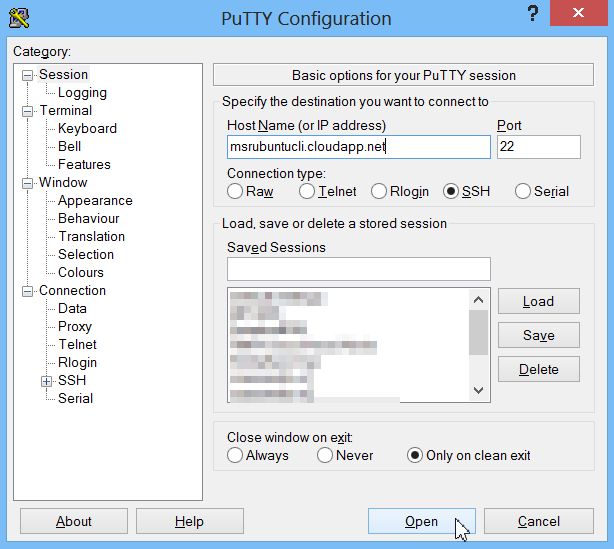 PuTTY Configuration
?
Category:
Session
Logging
Terminal
Keyboard
Bell
Features
Window
Appearance
Behaviour
Translation
Selection
Colours
Connection
Data
Proxy
Telnet
Rlogin
SSH
Serial
Basic options for your PuTTY session
Specify the destination you want to connect to
Host Name (or IP address) Port
msrubuntucli.cloudapp.net 22
Connection type:
Raw Telnet Rlogin SSH Serial
Load, save or delete a stored session
Saved Sessions
Load
Save
Delete
Close window on exit:
Always Never Only on clean exit
About Help Open Cancel